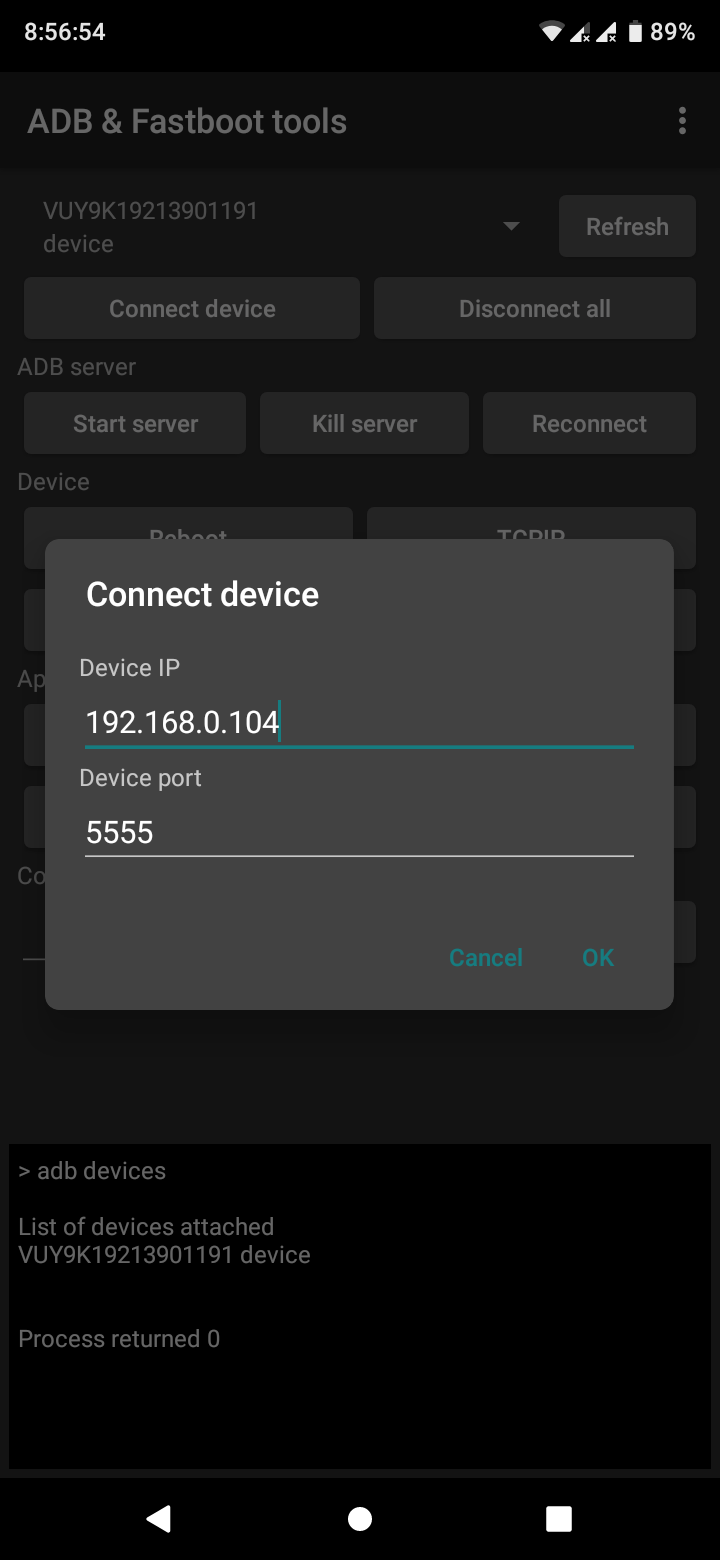 8:56:54
89%
ADB & Fastboot tools
VUY9K19213901191
device
Refresh
Connect device
Disconnect all
ADB server
Start server
Kill server
Reconnect
Device
Reboot
TCPIP
Connect device
Device IP
192.168.0.104
Device port
5555
Cancel
OK
> adb devices
List of devices attached
VUY9K19213901191 device
Process returned 0